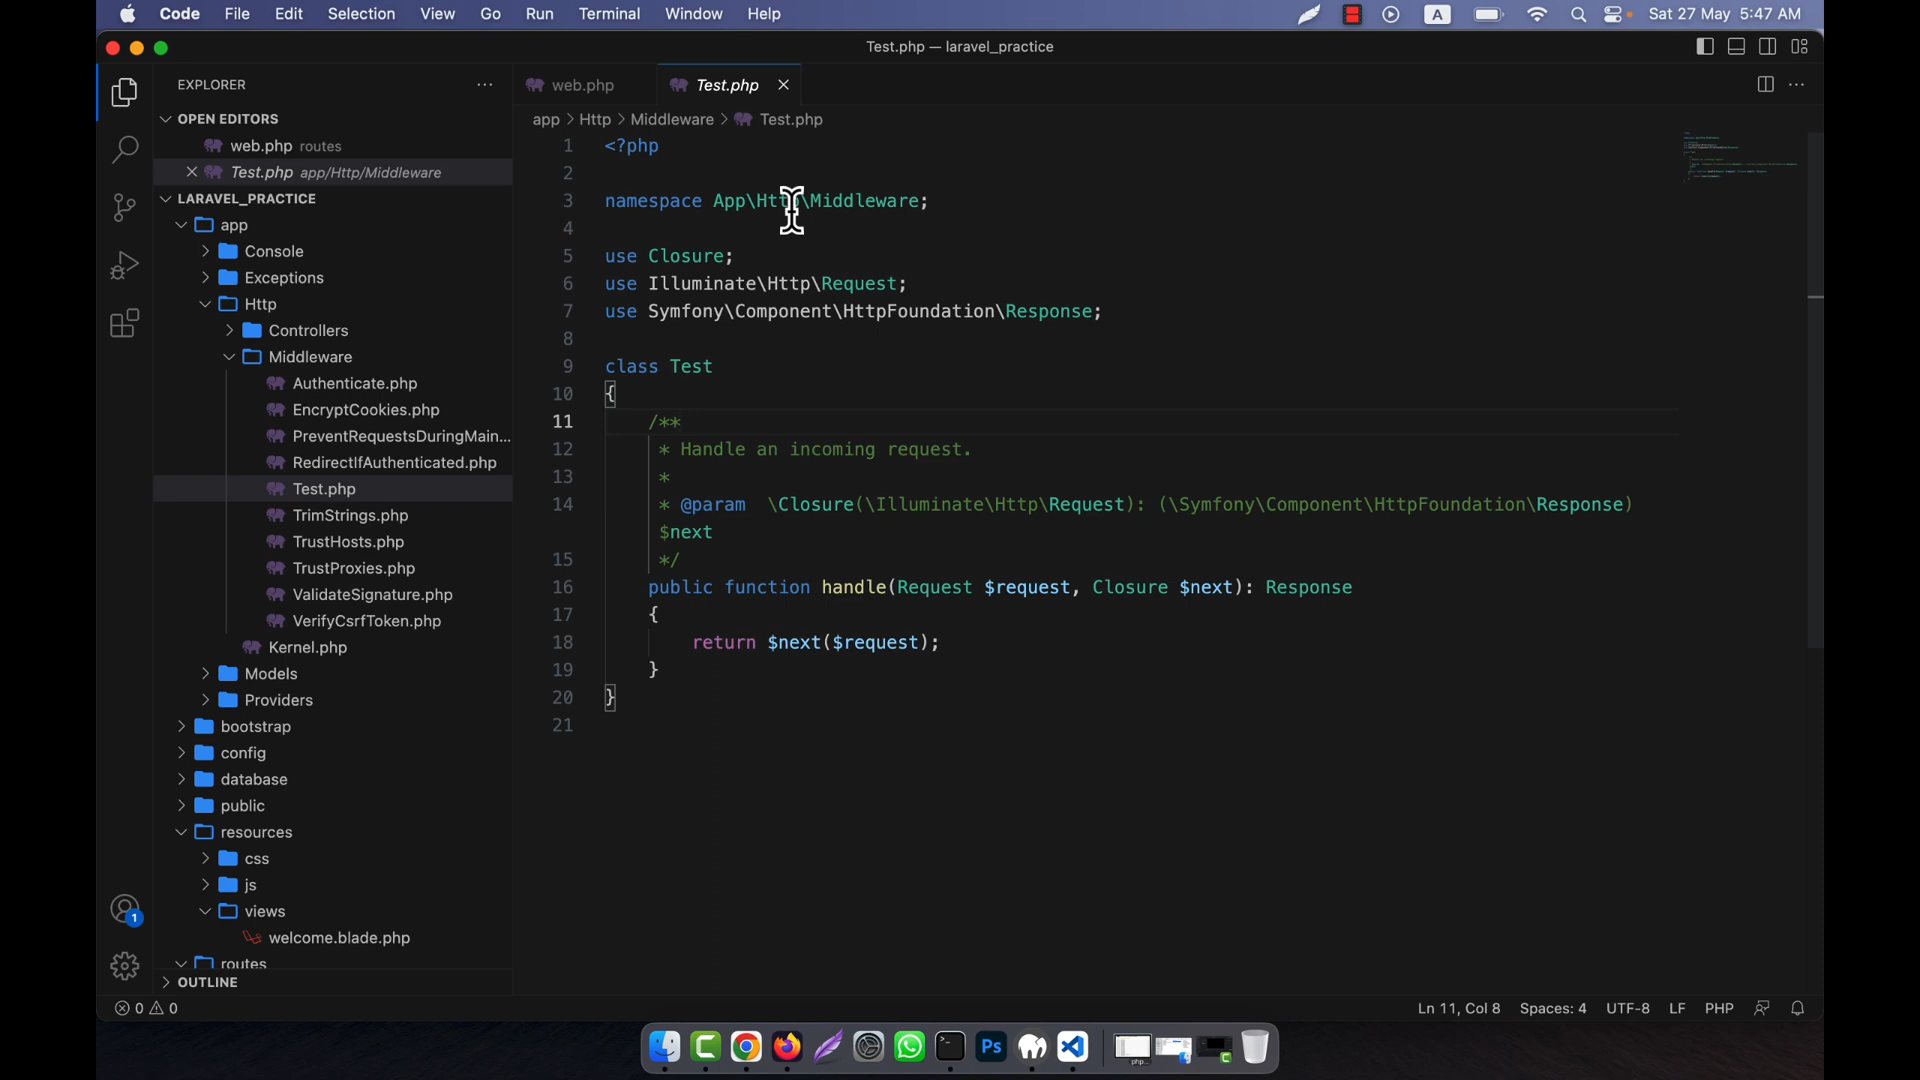 Code File Edit Selection View Go Run Terminal Window Help A Sat 27 May 5:47 AM
Test.php — laravel_practice
EXPLORER
web.php
Test.php
OPEN EDITORS
web.php routes
Test.php app/Http/Middleware
LARAVEL_PRACTICE
app
Console
Exceptions
Http
Controllers
Middleware
Authenticate.php
EncryptCookies.php
PreventRequestsDuringMain...
RedirectIfAuthenticated.php
Test.php
TrimStrings.php
TrustHosts.php
TrustProxies.php
ValidateSignature.php
VerifyCsrfToken.php
Kernel.php
Models
Providers
bootstrap
config
database
public
resources
css
js
views
welcome.blade.php
routes
OUTLINE
app > Http > Middleware > Test.php
1 <?php
2
3 namespace App\Http\Middleware;
4
5 use Closure;
6 use Illuminate\Http\Request;
7 use Symfony\Component\HttpFoundation\Response;
8
9 class Test
10 {
11 /**
12 * Handle an incoming request.
13 *
14 * @param  \Closure(\Illuminate\Http\Request): (\Symfony\Component\HttpFoundation\Response)
$next
15 */
16 public function handle(Request $request, Closure $next): Response
17 {
18 return $next($request);
19 }
20 }
21
1
0 0
Ln 11, Col 8 Spaces: 4 UTF-8 LF PHP
Ps
php